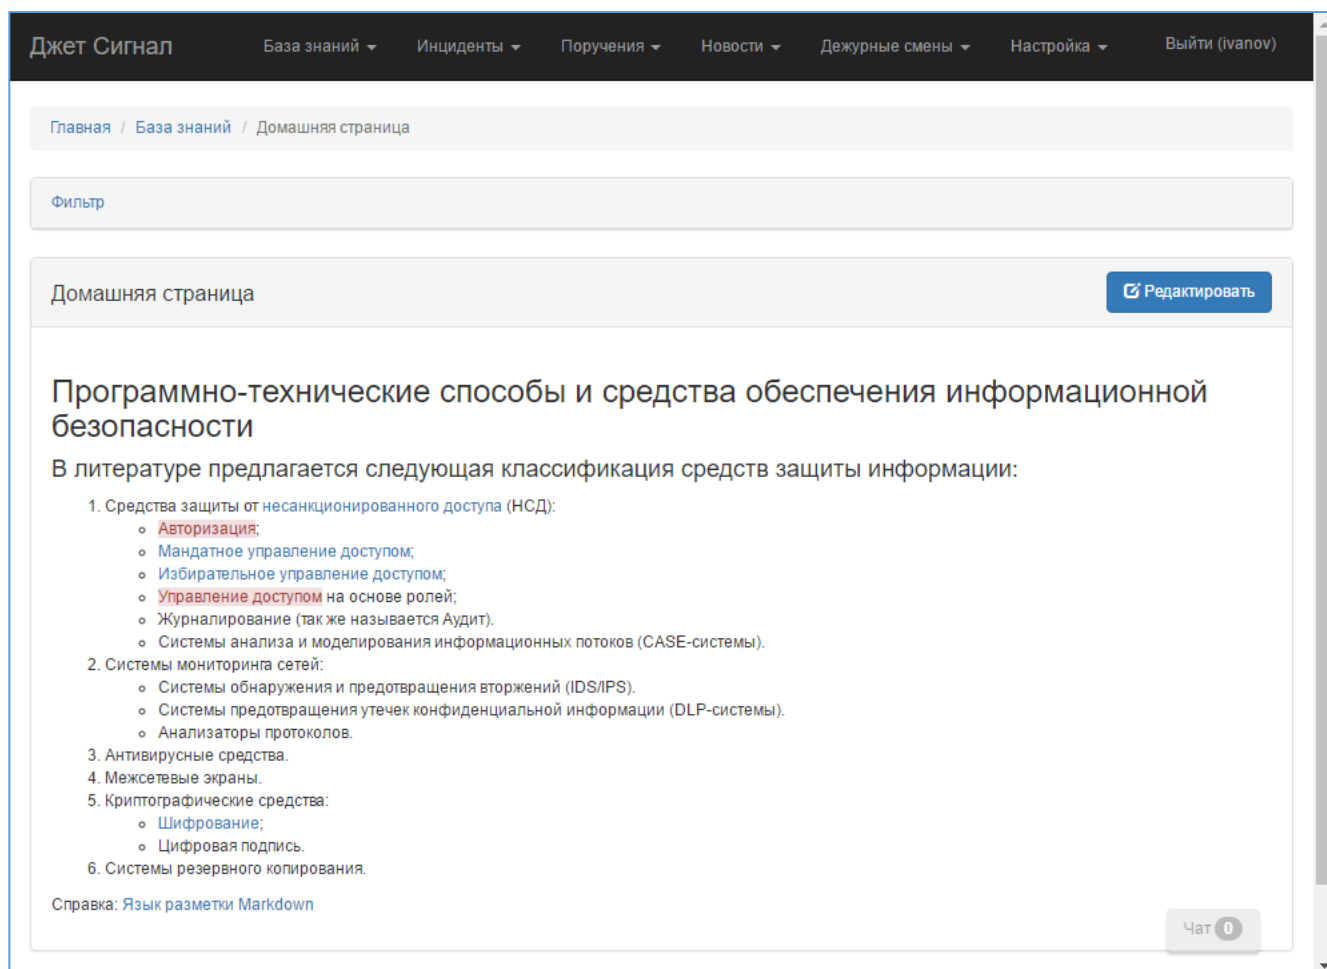 Джет Сигнал База знаний Инциденты Поручения Новости Дежурные смены Настройка Выйти (ivanov)
Главная / База знаний / Домашняя страница
Фильтр
Домашняя страница Редактировать
Программно-технические способы и средства обеспечения информационной
безопасности
В литературе предлагается следующая классификация средств защиты информации:
1. Средства защиты от несанкционированного доступа (НСД):
Авторизация;
Мандатное управление доступом;
Избирательное управление доступом;
Управление доступом на основе ролей;
Журналирование (так же называется Аудит).
Системы анализа и моделирования информационных потоков (CASE-системы).
2. Системы мониторинга сетей:
Системы обнаружения и предотвращения вторжений (IDS/IPS).
Системы предотвращения утечек конфиденциальной информации (DLP-системы).
Анализаторы протоколов.
3. Антивирусные средства.
4. Межсетевые экраны.
5. Криптографические средства:
Шифрование;
Цифровая подпись.
6. Системы резервного копирования.
Справка: Язык разметки Markdown
Чат 0